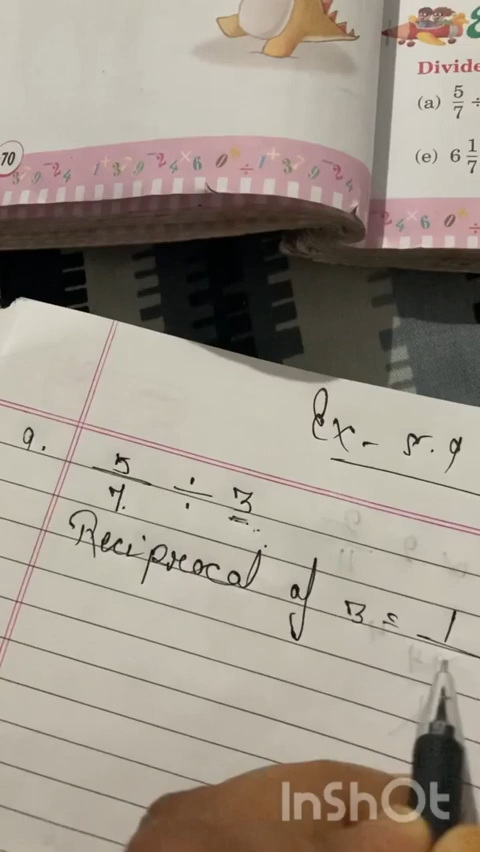 70
Divide
(a) 5/7 ÷
(e) 6 1/7
Ex - 5.9
a. 5/7 ÷ 3
Reciprocal of 3 = 1
InShOt